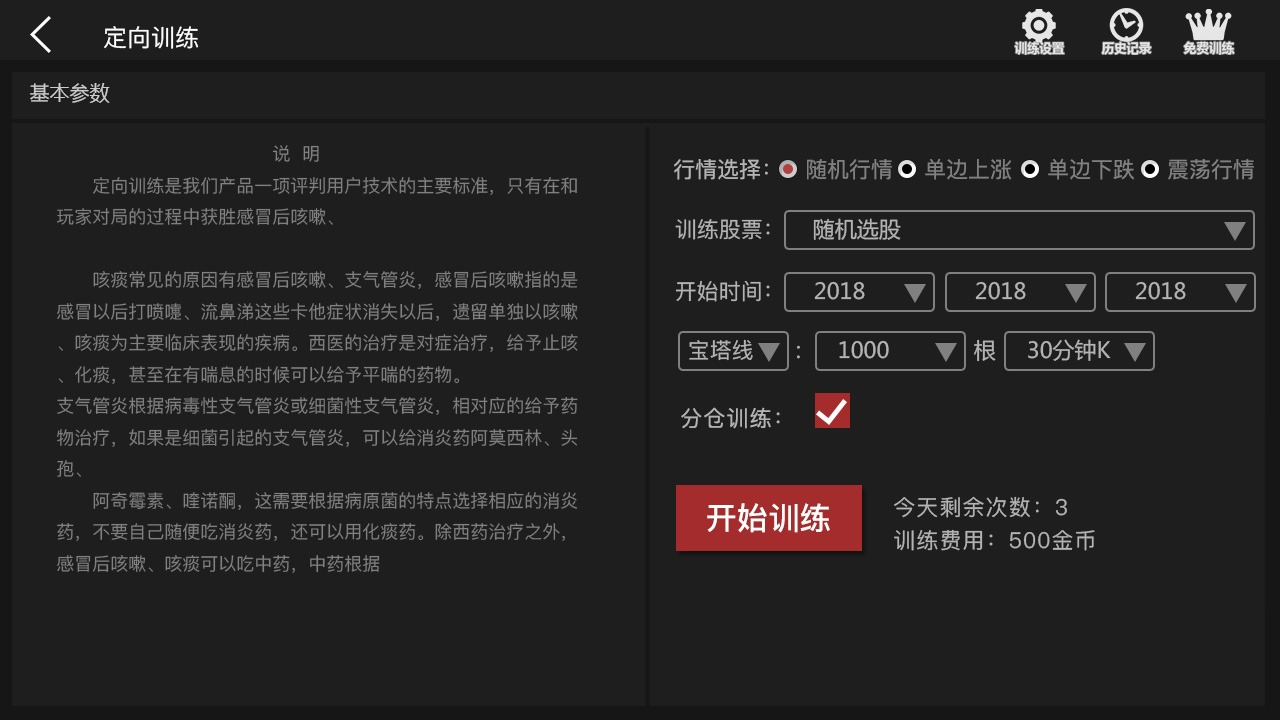 定向训练
训练设置
历史记录
免费训练
基本参数
说 明
定向训练是我们产品一项评判用户技术的主要标准，只有在和
玩家对局的过程中获胜感冒后咳嗽、
咳痰常见的原因有感冒后咳嗽、支气管炎，感冒后咳嗽指的是
感冒以后打喷嚏、流鼻涕这些卡他症状消失以后，遗留单独以咳嗽
、咳痰为主要临床表现的疾病。西医的治疗是对症治疗，给予止咳
、化痰，甚至在有喘息的时候可以给予平喘的药物。
支气管炎根据病毒性支气管炎或细菌性支气管炎，相对应的给予药
物治疗，如果是细菌引起的支气管炎，可以给消炎药阿莫西林、头
孢、
阿奇霉素、喹诺酮，这需要根据病原菌的特点选择相应的消炎
药，不要自己随便吃消炎药，还可以用化痰药。除西药治疗之外，
感冒后咳嗽、咳痰可以吃中药，中药根据
行情选择： 随机行情 单边上涨 单边下跌 震荡行情
训练股票： 随机选股
开始时间： 2018 2018 2018
宝塔线 ： 1000 根 30分钟K
分仓训练：
开始训练
今天剩余次数：3
训练费用：500金币